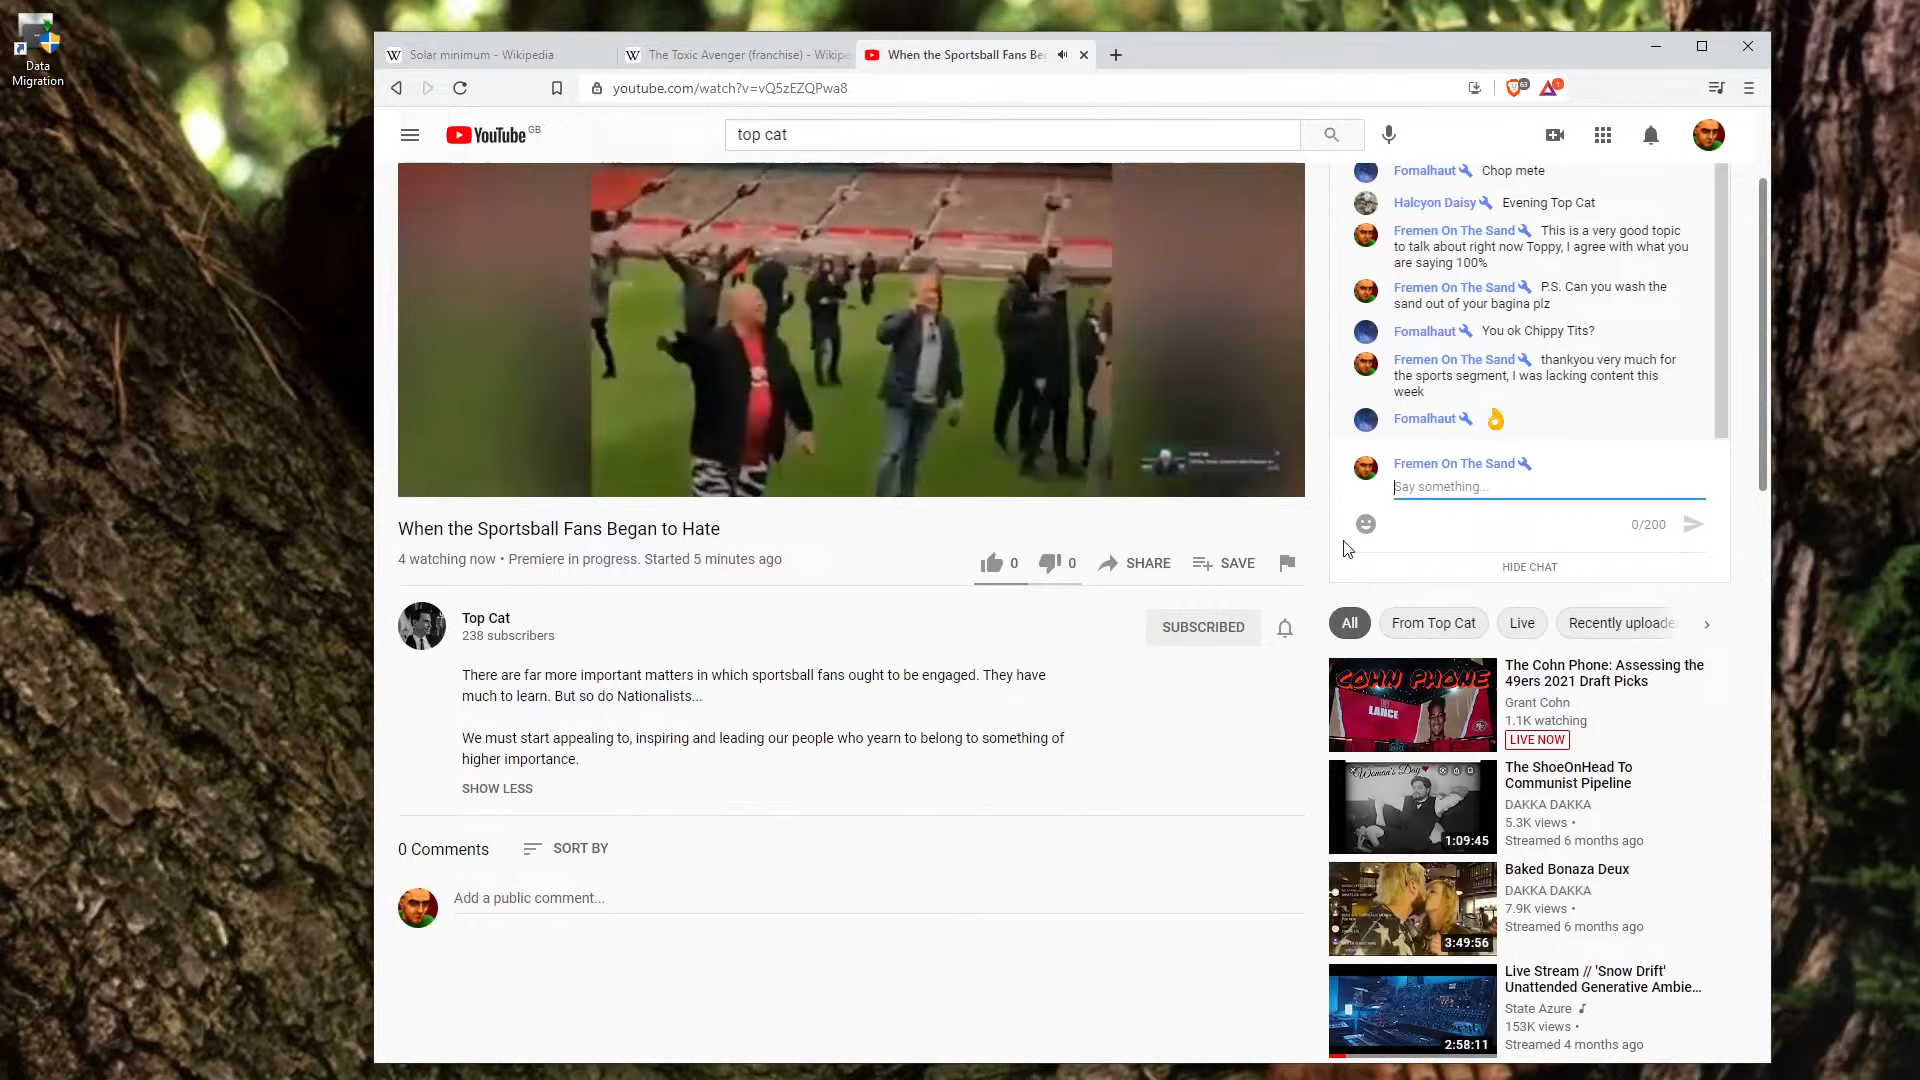 Data
Migration
Solar minimum - Wikipedia
The Toxic Avenger (franchise) - Wikipe
When the Sportsball Fans Beg
youtube.com/watch?v=vQ5zEZQPwa8
YouTube GB
top cat
Fomalhaut Chop mete
Halcyon Daisy Evening Top Cat
Fremen On The Sand This is a very good topic
to talk about right now Toppy, I agree with what you
are saying 100%
Fremen On The Sand P.S. Can you wash the
sand out of your bagina plz
Fomalhaut You ok Chippy Tits?
Fremen On The Sand thankyou very much for
the sports segment, I was lacking content this
week
Fomalhaut 👌
Fremen On The Sand
Say something...
0/200
HIDE CHAT
When the Sportsball Fans Began to Hate
4 watching now • Premiere in progress. Started 5 minutes ago
0 0 SHARE SAVE
Top Cat
238 subscribers
SUBSCRIBED
There are far more important matters in which sportsball fans ought to be engaged. They have
much to learn. But so do Nationalists...
We must start appealing to, inspiring and leading our people who yearn to belong to something of
higher importance.
SHOW LESS
0 Comments SORT BY
Add a public comment...
All From Top Cat Live Recently uploade
COHN PHONE
LANCE
The Cohn Phone: Assessing the
49ers 2021 Draft Picks
Grant Cohn
1.1K watching
LIVE NOW
Woman's Day
1:09:45
The ShoeOnHead To
Communist Pipeline
DAKKA DAKKA
5.3K views •
Streamed 6 months ago
3:49:56
Baked Bonaza Deux
DAKKA DAKKA
7.9K views •
Streamed 6 months ago
2:58:11
Live Stream // 'Snow Drift'
Unattended Generative Ambie...
State Azure
153K views •
Streamed 4 months ago